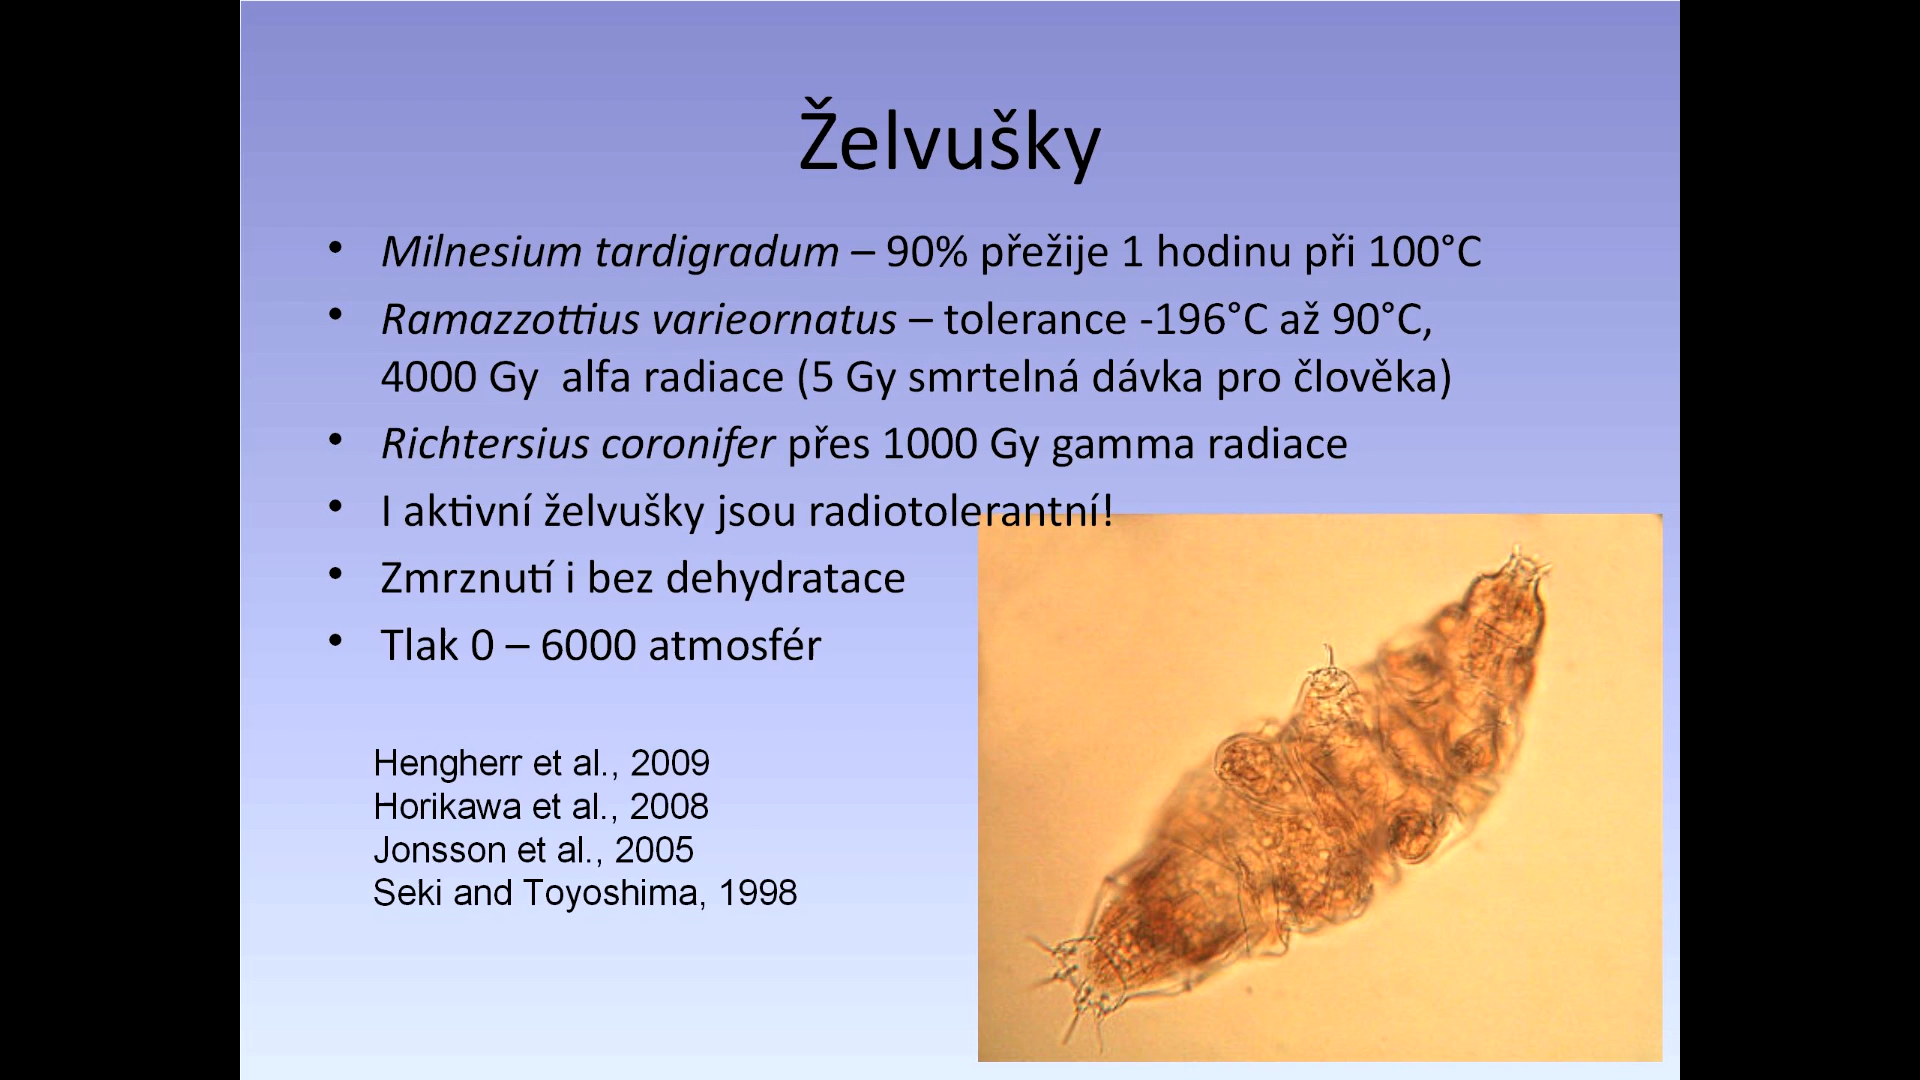 Želvušky
• Milnesium tardigradum – 90% přežije 1 hodinu při 100°C
• Ramazzottius varieornatus – tolerance -196°C až 90°C,
4000 Gy  alfa radiace (5 Gy smrtelná dávka pro člověka)
• Richtersius coronifer přes 1000 Gy gamma radiace
• I aktivní želvušky jsou radiotolerantní!
• Zmrznutí i bez dehydratace
• Tlak 0 – 6000 atmosfér
Hengherr et al., 2009
Horikawa et al., 2008
Jonsson et al., 2005
Seki and Toyoshima, 1998